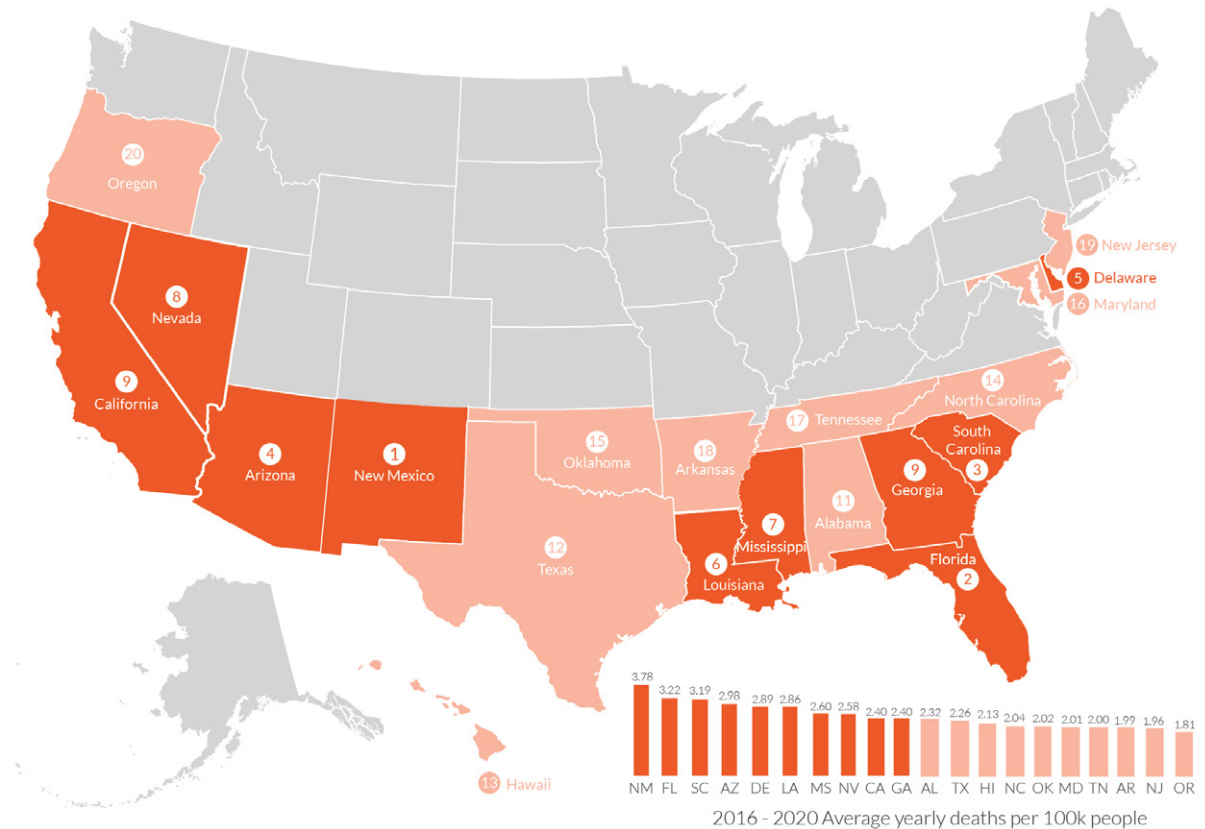 20
Oregon
19 New Jersey
5 Delaware
16 Maryland
8
Nevada
9
California
14
North Carolina
17 Tennessee
4
Arizona
1
New Mexico
15
Oklahoma
18
Arkansas
South
Carolina
3
9
Georgia
11
Alabama
7
Mississippi
12
Texas
6
Louisiana
Florida
2
13 Hawaii
3.78 3.22 3.19 2.98 2.89 2.86 2.60 2.58 2.40 2.40 2.32 2.26 2.13 2.04 2.02 2.01 2.00 1.99 1.96 1.81
NM FL SC AZ DE LA MS NV CA GA AL TX HI NC OK MD TN AR NJ OR
2016 - 2020 Average yearly deaths per 100k people